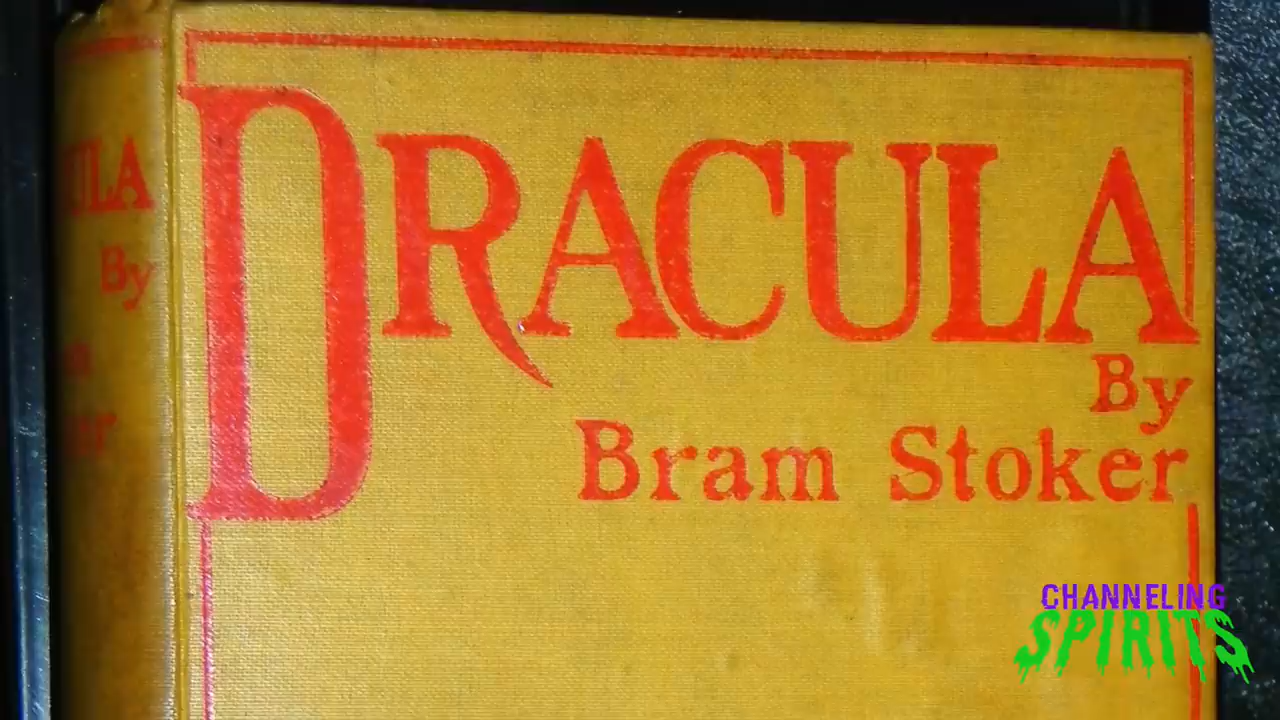 DRACULA
By
Bram Stoker
ULA
By
CHANNELING
SPIRITS